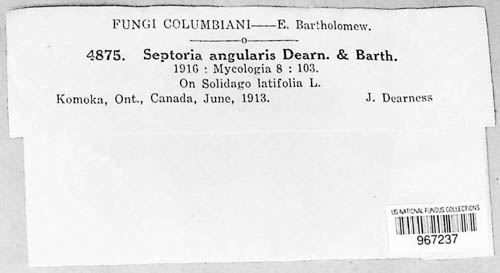 FUNGI COLUMBIANI—E. Bartholomew.
4875. Septoria angularis Dearn. & Barth.
1916 : Mycologia 8 : 103.
On Solidago latifolia L.
Komoka, Ont., Canada, June, 1913. J. Dearness
US NATIONAL FUNGUS COLLECTIONS
967237